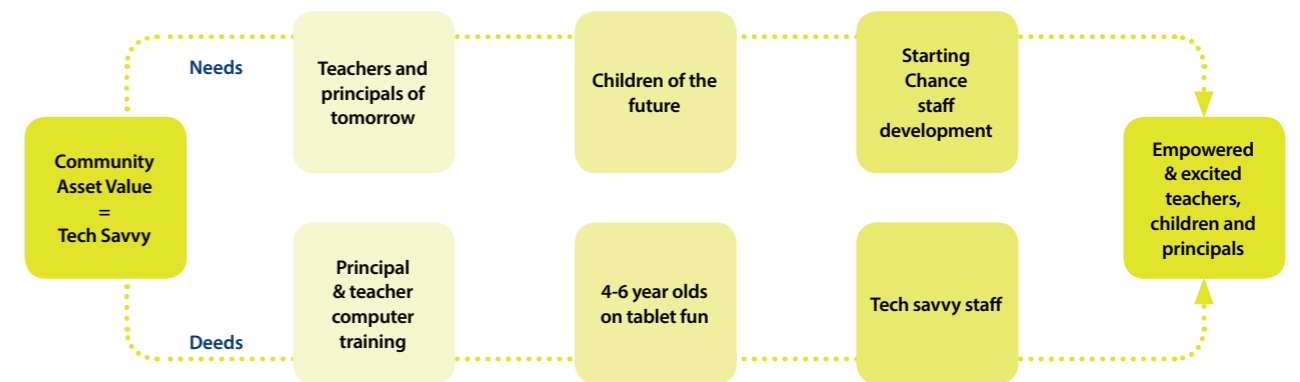 Needs
Teachers and
principals of
tomorrow
Children of the
future
Starting
Chance
staff
development
Community
Asset Value
=
Tech Savvy
Empowered
& excited
teachers,
children and
principals
Deeds
Principal
& teacher
computer
training
4-6 year olds
on tablet fun
Tech savvy staff